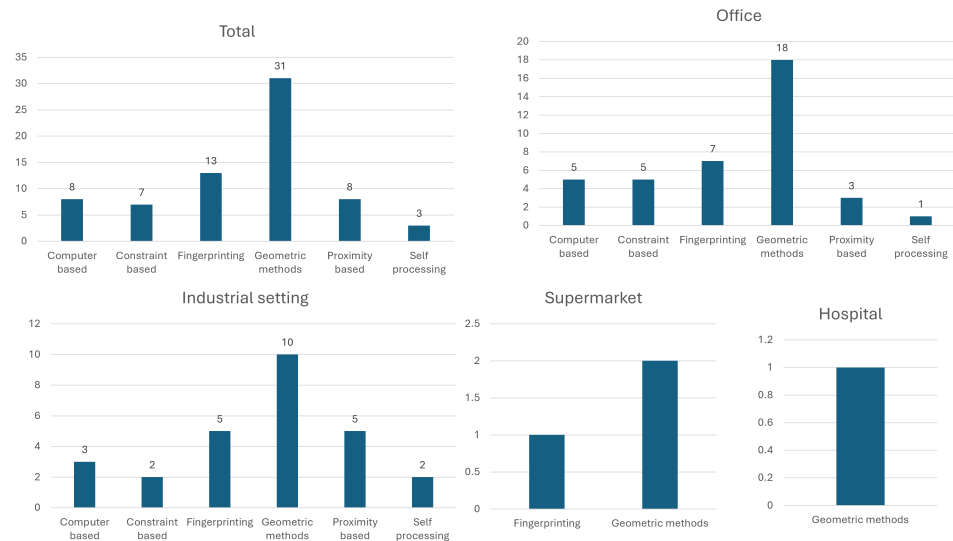 Total
35
30
25
20
15
10
5
0
8
7
13
31
8
3
Computer based
Constraint based
Fingerprinting
Geometric methods
Proximity based
Self processing
Office
20
18
16
14
12
10
8
6
4
2
0
5
5
7
18
3
1
Computer based
Constraint based
Fingerprinting
Geometric methods
Proximity based
Self processing
Industrial setting
12
10
8
6
4
2
0
3
2
5
10
5
2
Computer based
Constraint based
Fingerprinting
Geometric methods
Proximity based
Self processing
Supermarket
2.5
2
1.5
1
0.5
0
Fingerprinting
Geometric methods
Hospital
1.2
1
0.8
0.6
0.4
0.2
0
Geometric methods